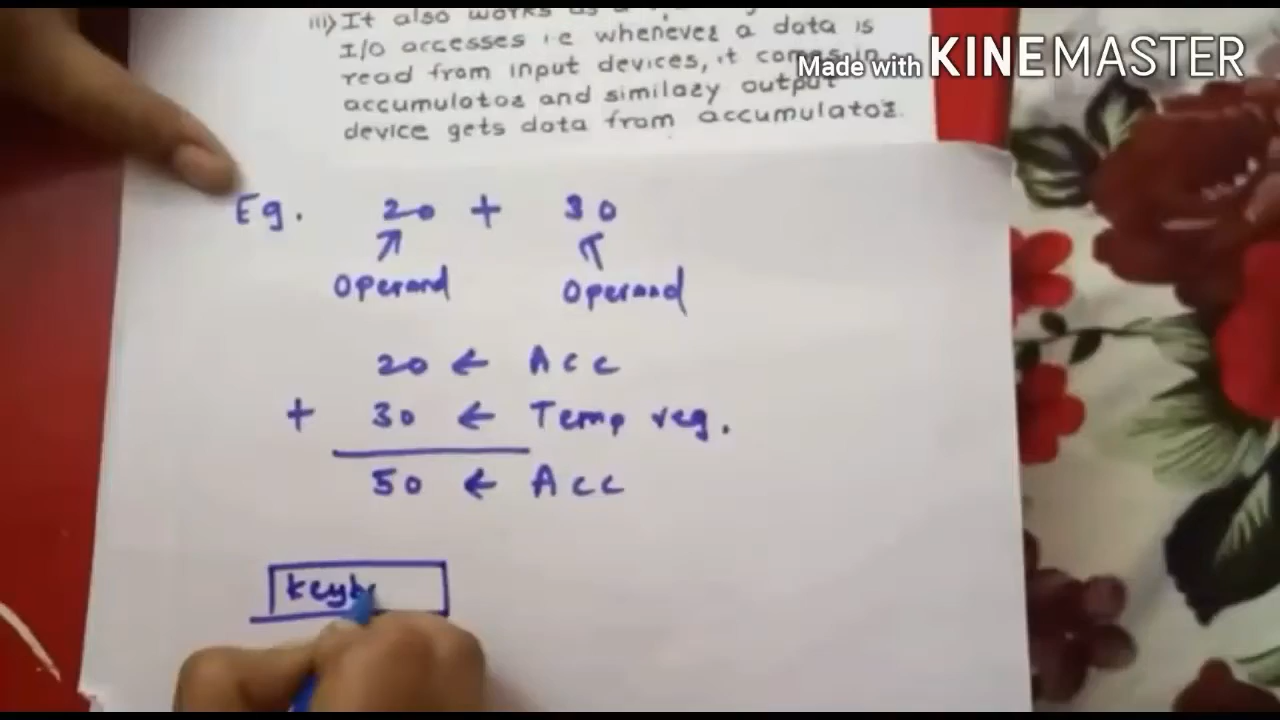 iii) It also works as a
I/O accesses i.e whenever a data is
read from input devices, it comes in
accumulator and similary output
device gets data from accumulator.
Made with KINEMASTER
Eg. 20 + 30
Operand Operand
20 ← Acc
+ 30 ← Temp reg.
50 ← Acc